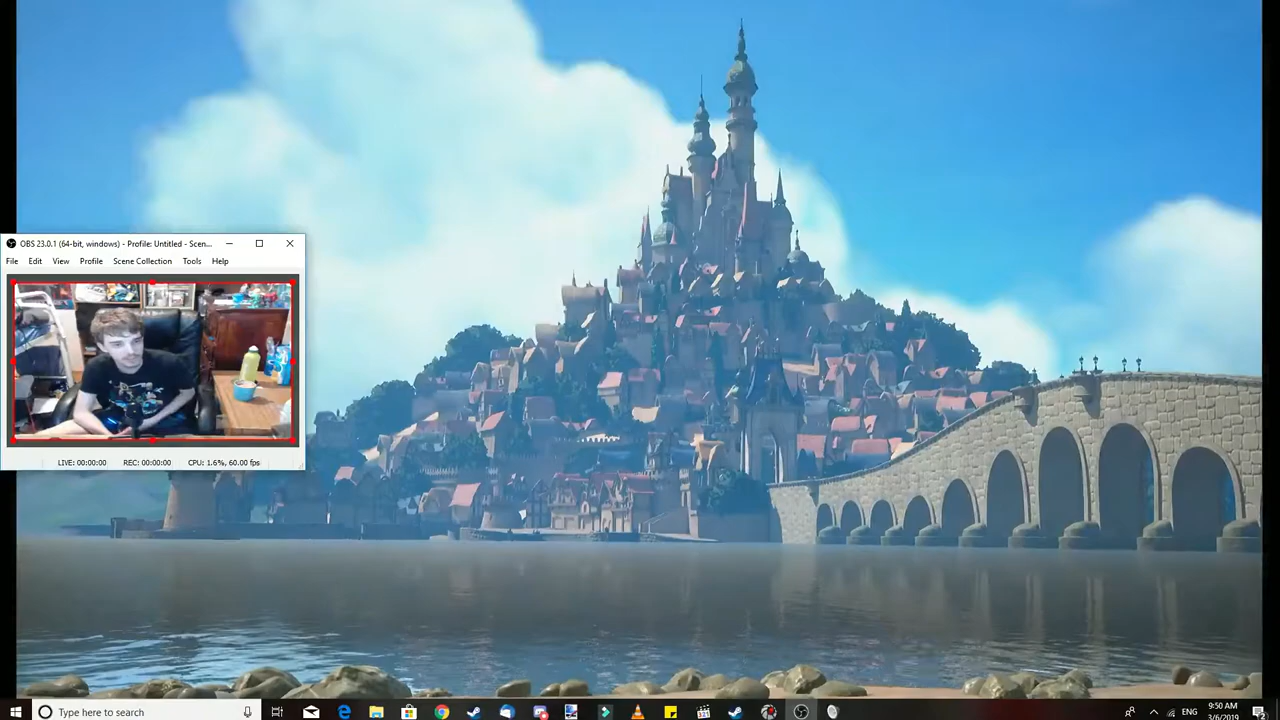 OBS 23.0.1 (64-bit, windows) - Profile: Untitled - Scen...
File Edit View Profile Scene Collection Tools Help
LIVE: 00:00:00 REC: 00:00:00 CPU: 1.6%, 60.00 fps
Type here to search
ENG
9:50 AM
9/6/2019